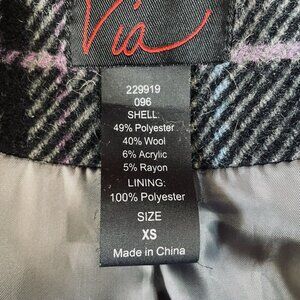 Via
229919
096
SHELL:
49% Polyester
40% Wool
6% Acrylic
5% Rayon
LINING:
100% Polyester
SIZE
XS
Made in China